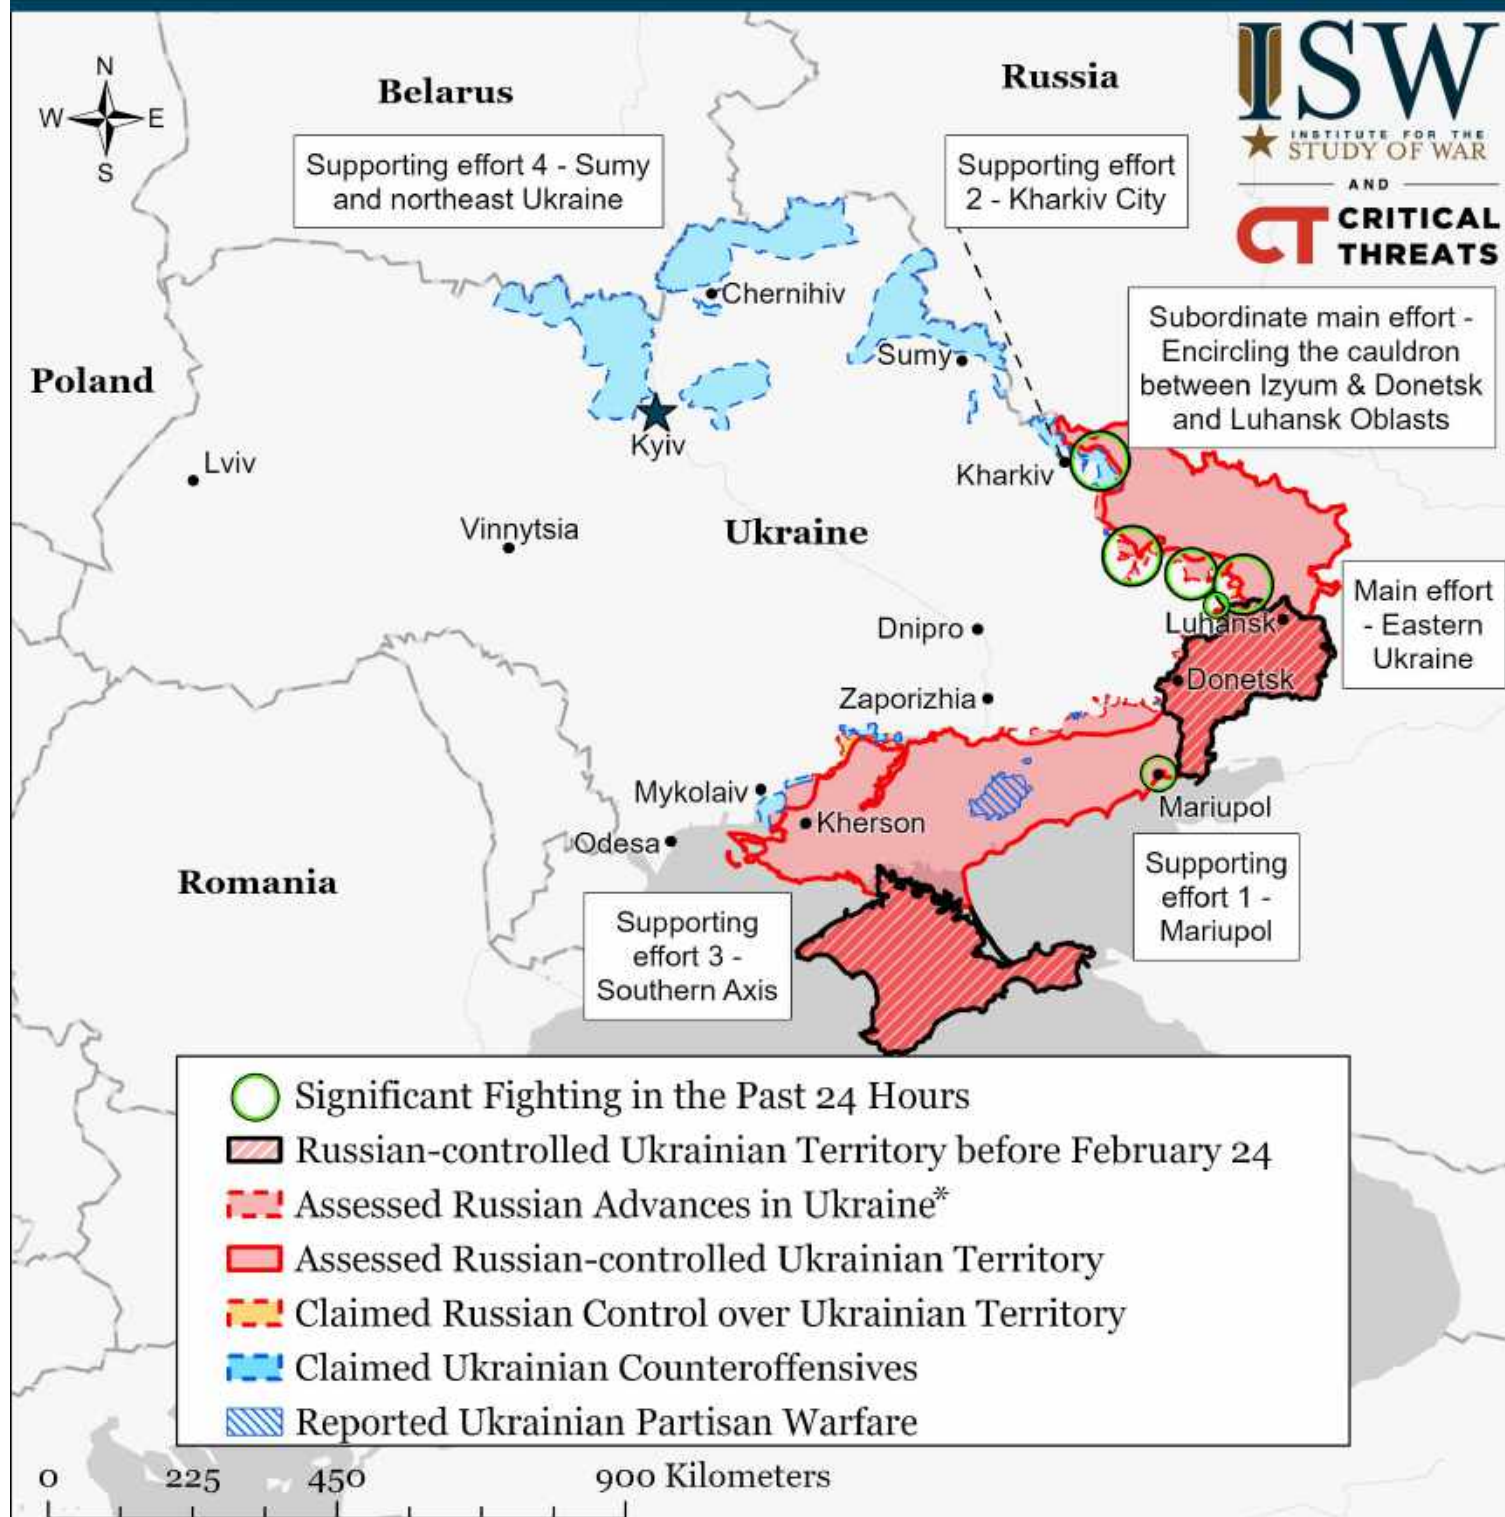 N
W E
S
Belarus
Russia
ISW
INSTITUTE FOR THE
STUDY OF WAR
AND
CT CRITICAL
THREATS
Supporting effort 4 - Sumy
and northeast Ukraine
Supporting effort
2 - Kharkiv City
Subordinate main effort -
Encircling the cauldron
between Izyum & Donetsk
and Luhansk Oblasts
Chernihiv
Sumy
Poland
Kyiv
Lviv
Kharkiv
Vinnytsia
Ukraine
Main effort
- Eastern
Ukraine
Dnipro
Luhansk
Donetsk
Zaporizhia
Mykolaiv
Mariupol
Kherson
Odesa
Romania
Supporting
effort 1 -
Mariupol
Supporting
effort 3 -
Southern Axis
Significant Fighting in the Past 24 Hours
Russian-controlled Ukrainian Territory before February 24
Assessed Russian Advances in Ukraine*
Assessed Russian-controlled Ukrainian Territory
Claimed Russian Control over Ukrainian Territory
Claimed Ukrainian Counteroffensives
Reported Ukrainian Partisan Warfare
0 225 450 900 Kilometers